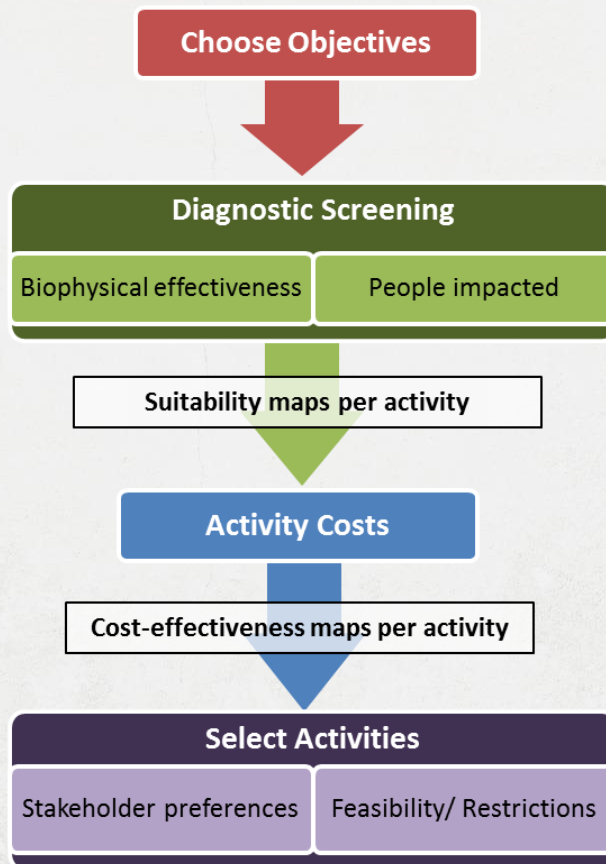 Choose Objectives
Diagnostic Screening
Biophysical effectiveness
People impacted
Suitability maps per activity
Activity Costs
Cost-effectiveness maps per activity
Select Activities
Stakeholder preferences
Feasibility/ Restrictions